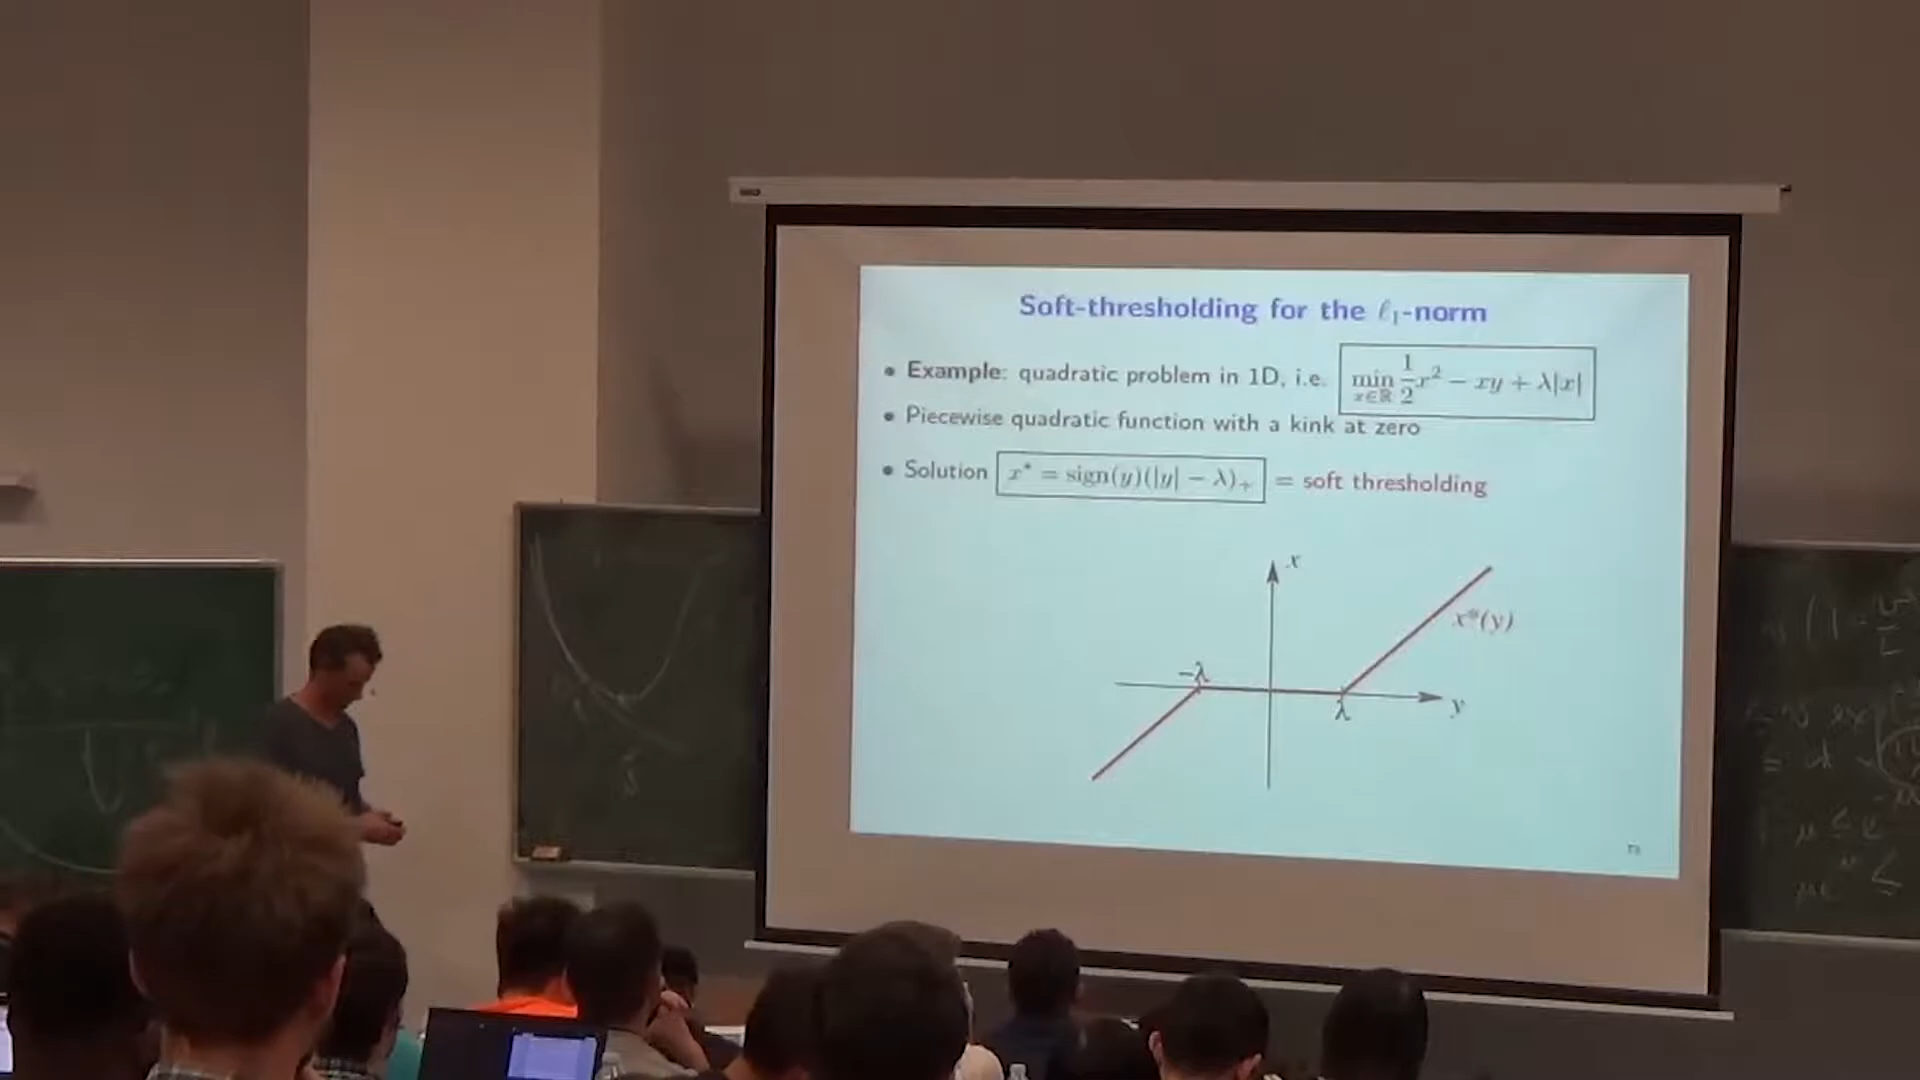 Soft-thresholding for the ℓ₁-norm
• Example: quadratic problem in 1D, i.e. min_{x∈ℝ} 1/2 x² − xy + λ|x|
• Piecewise quadratic function with a kink at zero
• Solution x* = sign(y)(|y| − λ)₊ = soft thresholding
x
x*(y)
−λ
λ
y